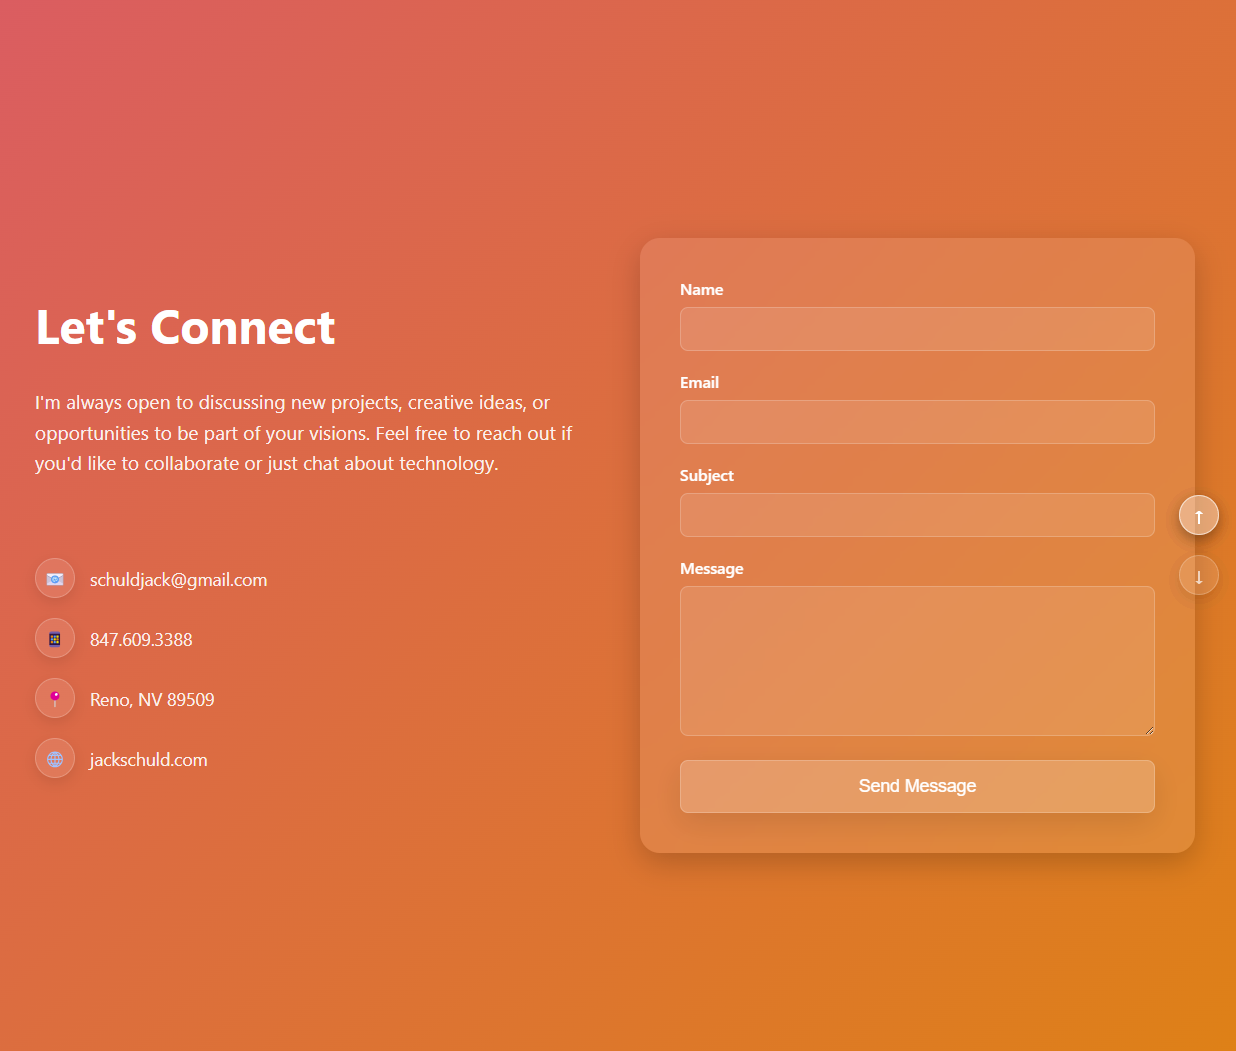 Let's Connect
I'm always open to discussing new projects, creative ideas, or
opportunities to be part of your visions. Feel free to reach out if
you'd like to collaborate or just chat about technology.
schuldjack@gmail.com
847.609.3388
Reno, NV 89509
jackschuld.com
Name
Email
Subject
Message
Send Message
↑
↓